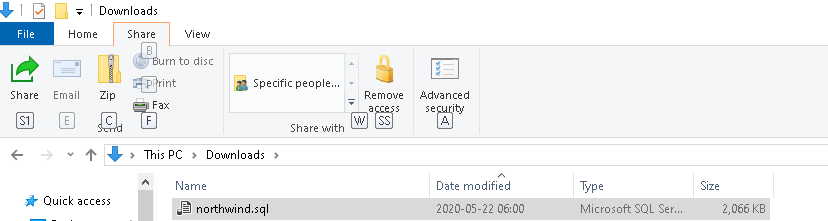 Downloads
File Home Share View
B
Burn to disc
Share Email Zip Print Specific people... Remove access Advanced security
P
Fax
S1 E C F W SS A
Send Share with
This PC Downloads
Name Date modified Type Size
Quick access
northwind.sql 2020-05-22 06:00 Microsoft SQL Ser... 2,066 KB